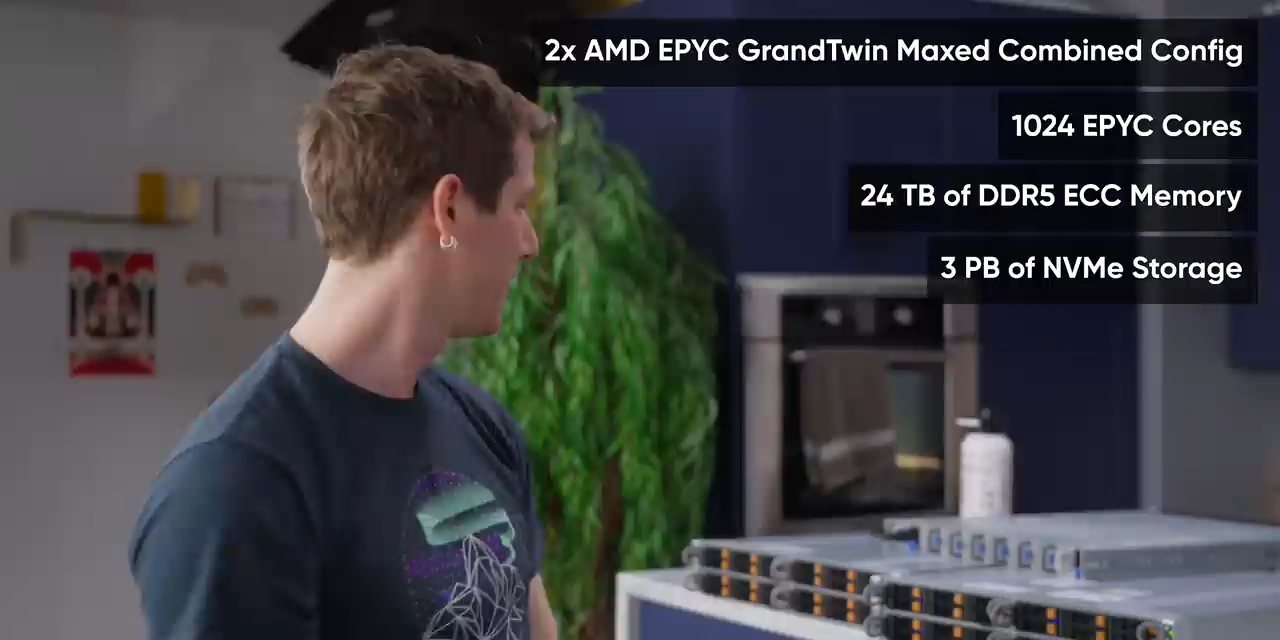 2x AMD EPYC GrandTwin Maxed Combined Config
1024 EPYC Cores
24 TB of DDR5 ECC Memory
3 PB of NVMe Storage